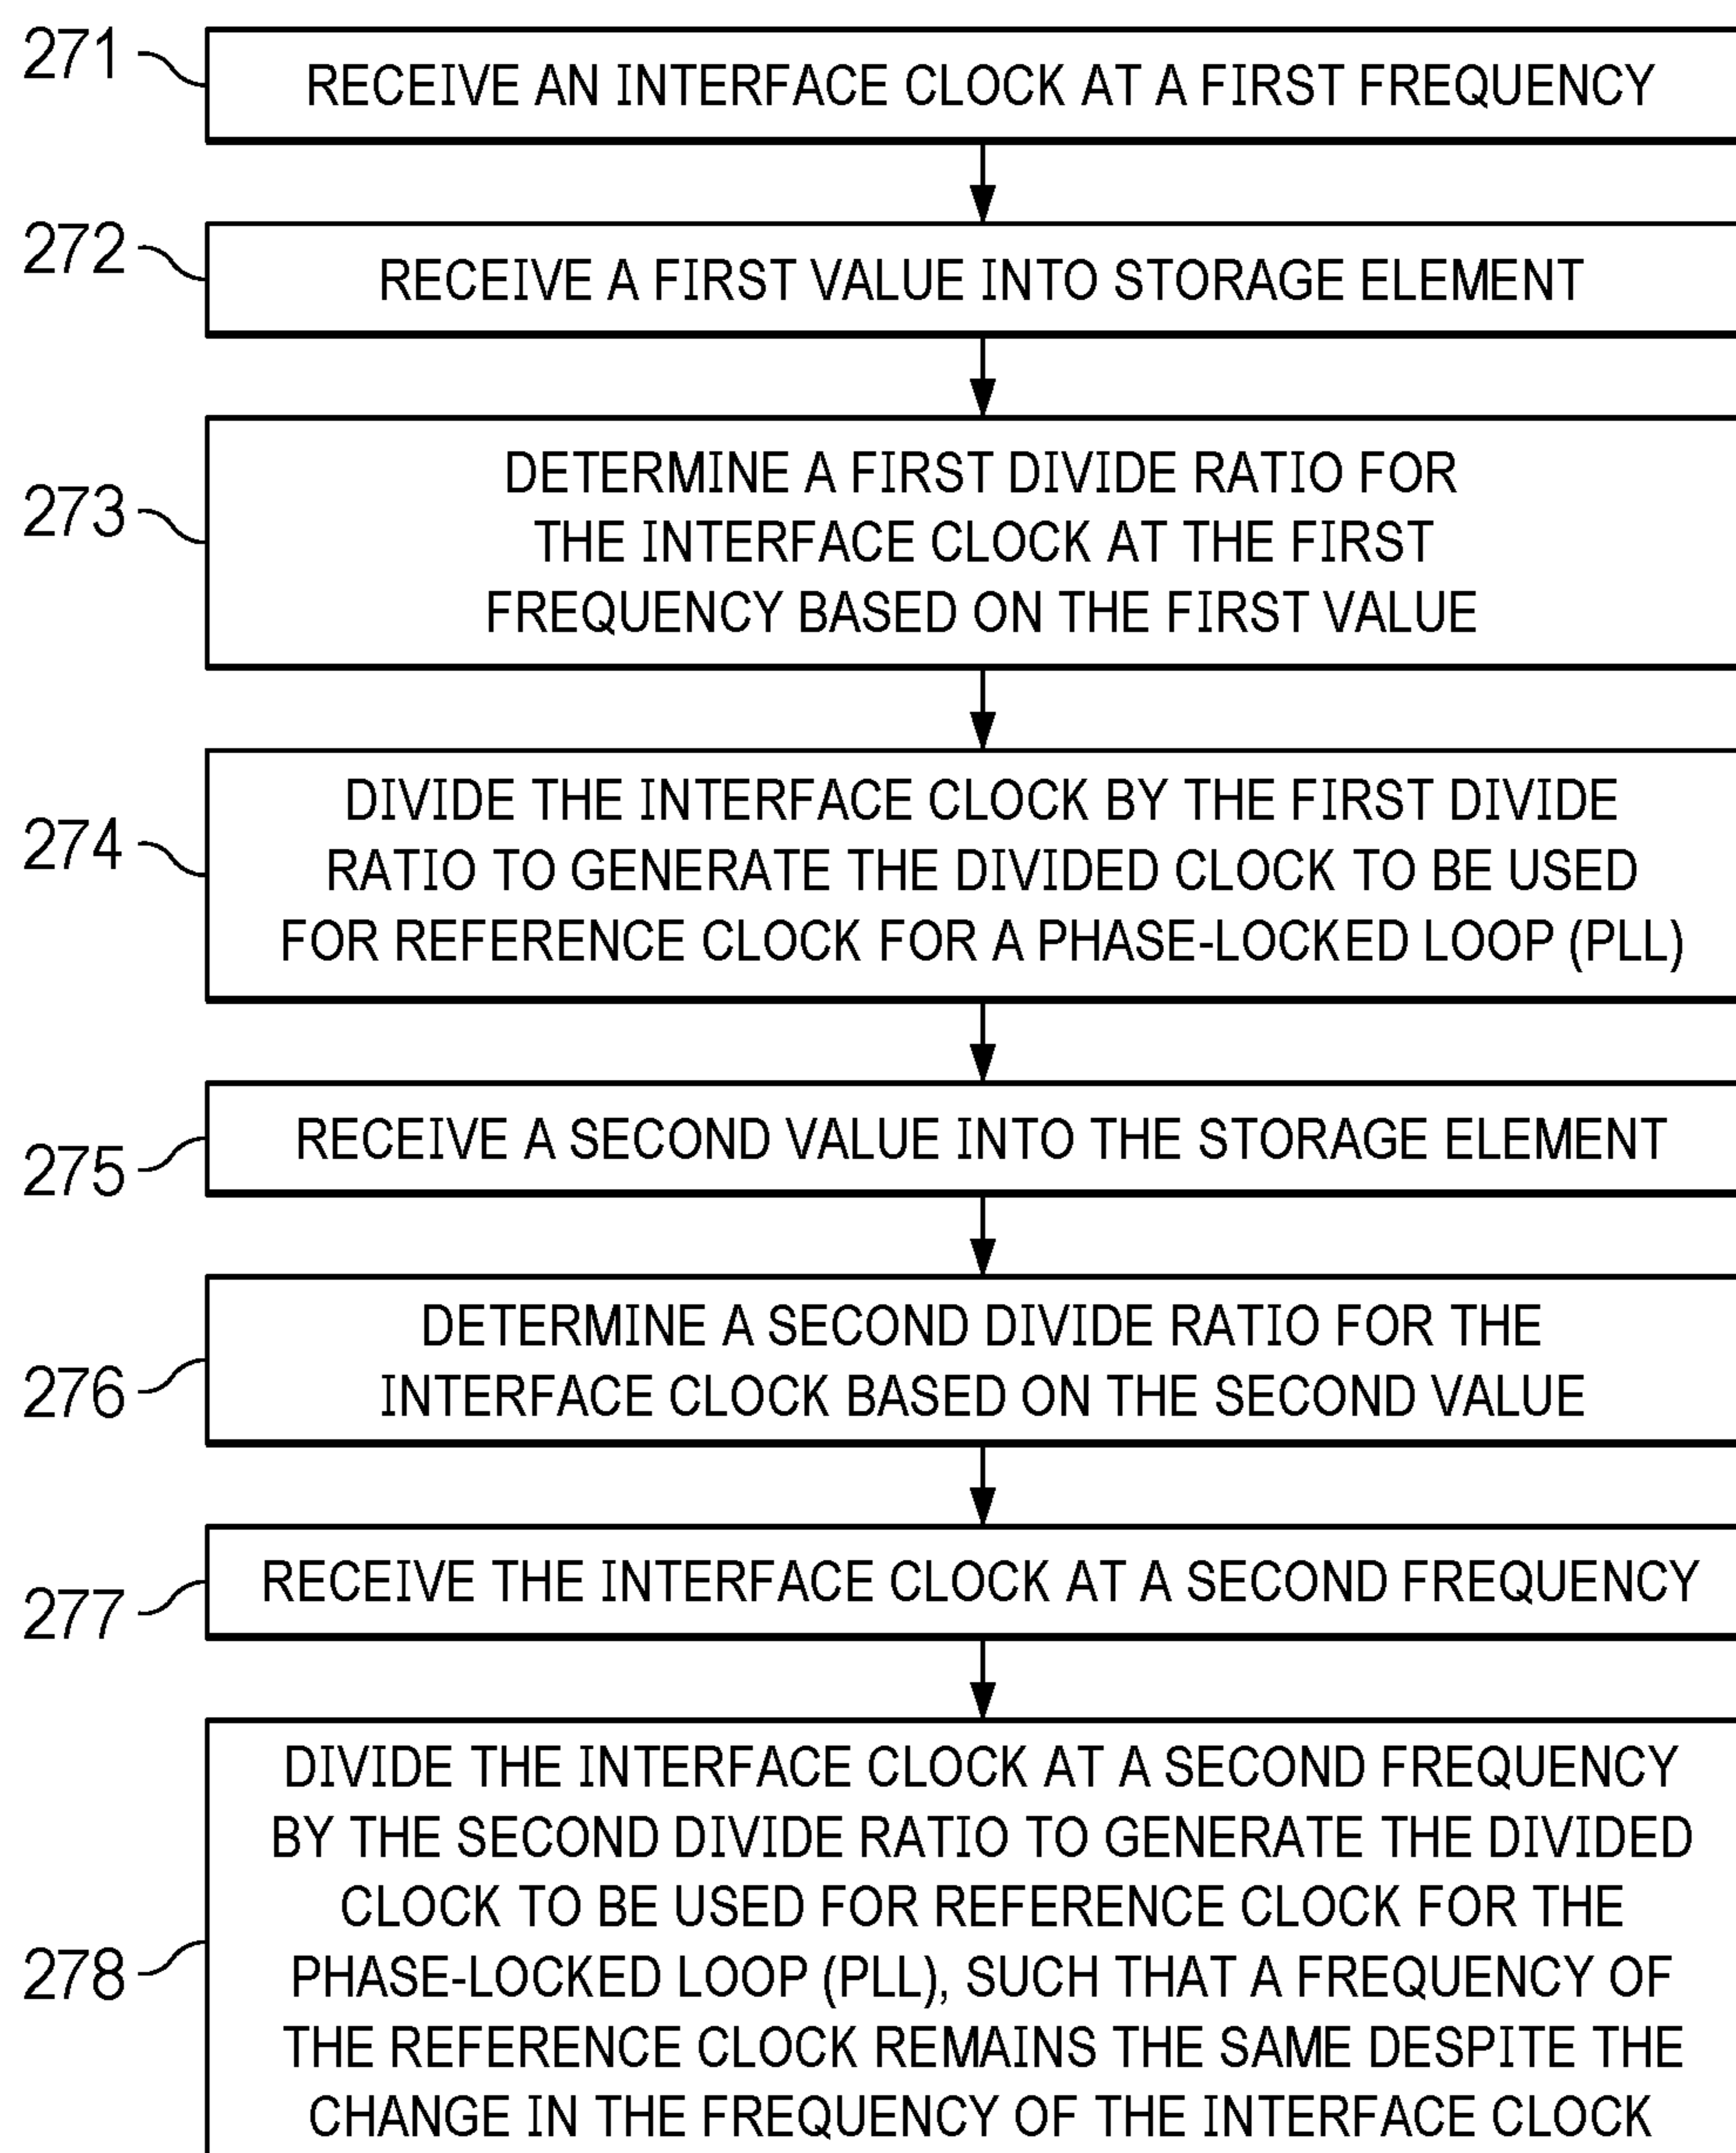 271
RECEIVE AN INTERFACE CLOCK AT A FIRST FREQUENCY
272
RECEIVE A FIRST VALUE INTO STORAGE ELEMENT
273
DETERMINE A FIRST DIVIDE RATIO FOR
THE INTERFACE CLOCK AT THE FIRST
FREQUENCY BASED ON THE FIRST VALUE
274
DIVIDE THE INTERFACE CLOCK BY THE FIRST DIVIDE
RATIO TO GENERATE THE DIVIDED CLOCK TO BE USED
FOR REFERENCE CLOCK FOR A PHASE-LOCKED LOOP (PLL)
275
RECEIVE A SECOND VALUE INTO THE STORAGE ELEMENT
276
DETERMINE A SECOND DIVIDE RATIO FOR THE
INTERFACE CLOCK BASED ON THE SECOND VALUE
277
RECEIVE THE INTERFACE CLOCK AT A SECOND FREQUENCY
278
DIVIDE THE INTERFACE CLOCK AT A SECOND FREQUENCY
BY THE SECOND DIVIDE RATIO TO GENERATE THE DIVIDED
CLOCK TO BE USED FOR REFERENCE CLOCK FOR THE
PHASE-LOCKED LOOP (PLL), SUCH THAT A FREQUENCY OF
THE REFERENCE CLOCK REMAINS THE SAME DESPITE THE
CHANGE IN THE FREQUENCY OF THE INTERFACE CLOCK